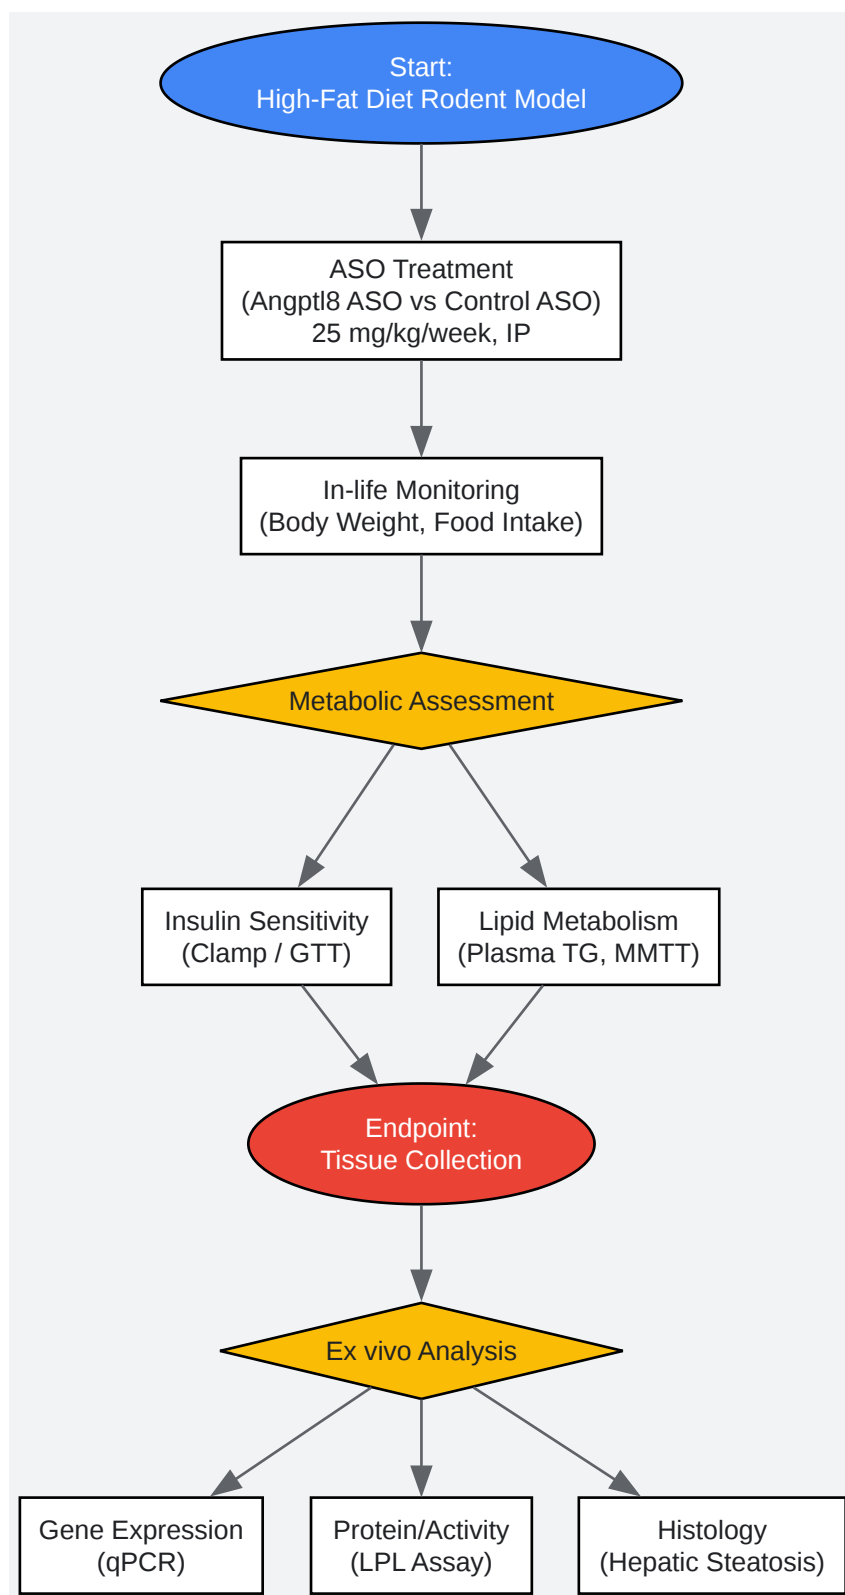 Start:
High-Fat Diet Rodent Model
ASO Treatment
(Angptl8 ASO vs Control ASO)
25 mg/kg/week, IP
In-life Monitoring
(Body Weight, Food Intake)
Metabolic Assessment
Insulin Sensitivity
(Clamp / GTT)
Lipid Metabolism
(Plasma TG, MMTT)
Endpoint:
Tissue Collection
Ex vivo Analysis
Gene Expression
(qPCR)
Protein/Activity
(LPL Assay)
Histology
(Hepatic Steatosis)